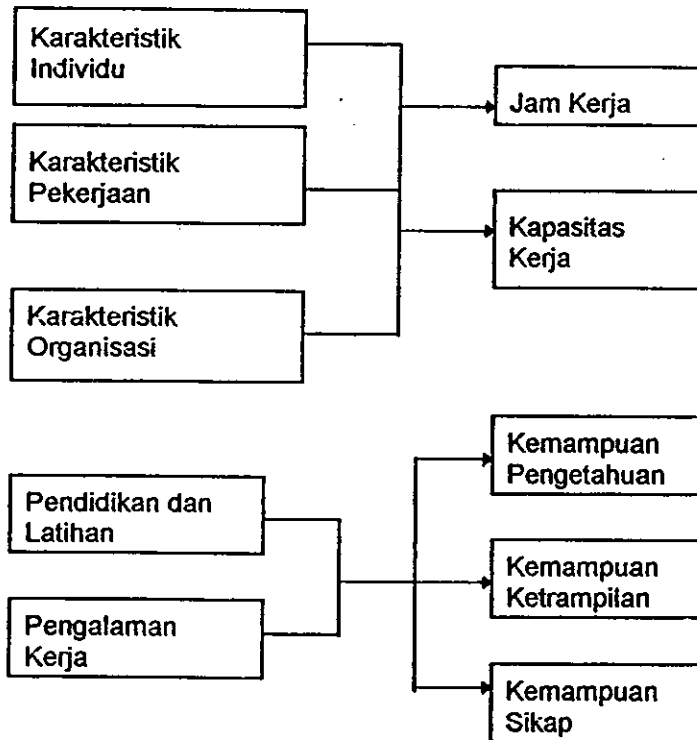 Karakteristik
Individu
Jam Kerja
Karakteristik
Pekerjaan
Kapasitas
Kerja
Karakteristik
Organisasi
Kemampuan
Pengetahuan
Pendidikan dan
Latihan
Kemampuan
Ketrampilan
Pengalaman
Kerja
Kemampuan
Sikap